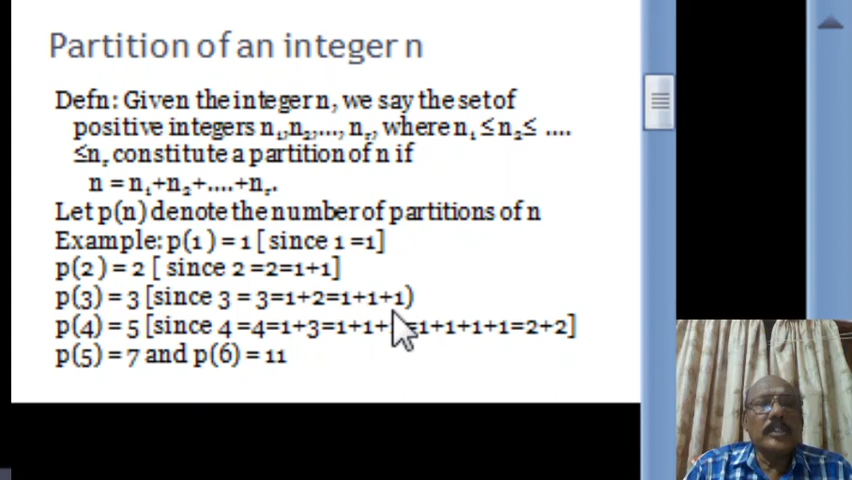 Partition of an integer n
Defn: Given the integer n, we say the set of
positive integers n₁,n₂,..., nᵣ, where n₁ ≤ n₂≤ ....
≤nᵣ constitute a partition of n if
n = n₁+n₂+....+nᵣ.
Let p(n) denote the number of partitions of n
Example: p(1 ) = 1 [ since 1 =1]
p(2 ) = 2 [ since 2 =2=1+1]
p(3) = 3 [since 3 = 3=1+2=1+1+1)
p(4) = 5 [since 4 =4=1+3=1+1+ =1+1+1+1=2+2]
p(5) = 7 and p(6) = 11